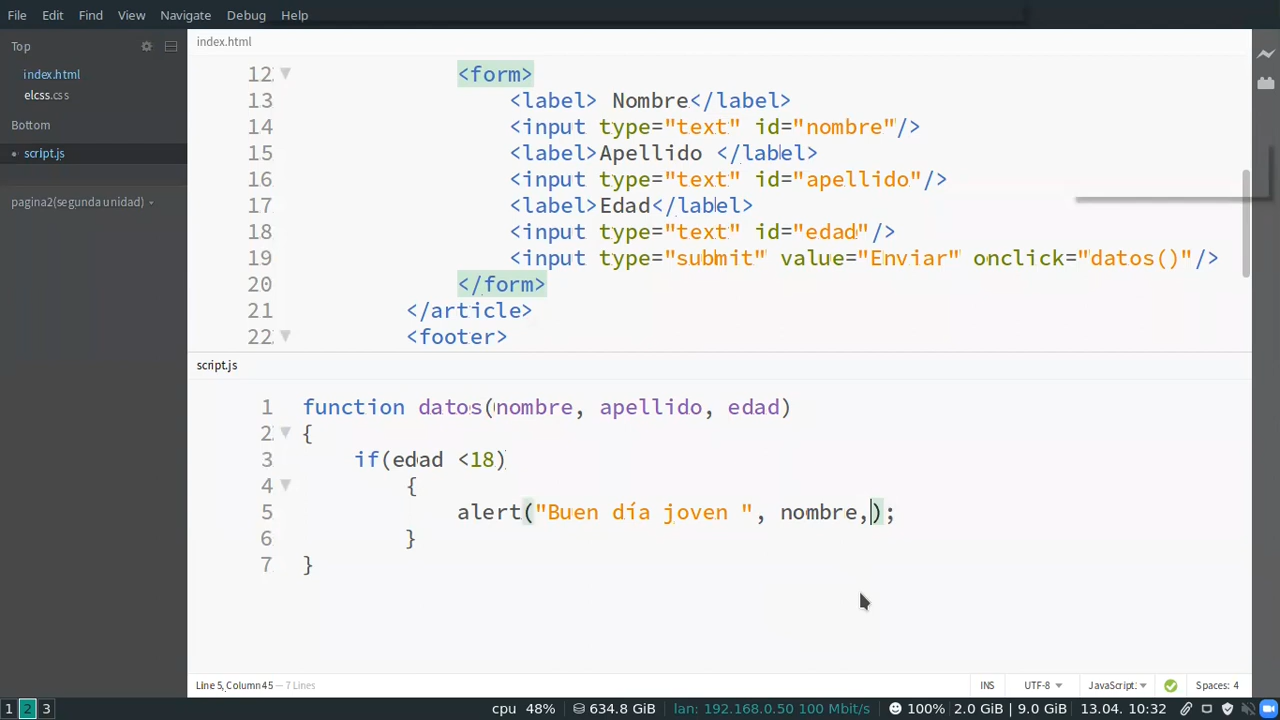 File Edit Find View Navigate Debug Help
Top
index.html
elcss.css
Bottom
script.js
pagina2(segunda unidad)
index.html
12 <form>
13 <label> Nombre</label>
14 <input type="text" id="nombre"/>
15 <label>Apellido </label>
16 <input type="text" id="apellido"/>
17 <label>Edad</label>
18 <input type="text" id="edad"/>
19 <input type="submit" value="Enviar" onclick="datos()"/>
20 </form>
21 </article>
22 <footer>
script.js
1 function datos(nombre, apellido, edad)
2 {
3 if(edad <18)
4 {
5 alert("Buen día joven ", nombre,);
6 }
7 }
Line 5, Column 45 — 7 Lines INS UTF-8 JavaScript Spaces: 4
1 2 3 cpu 48% 634.8 GiB lan: 192.168.0.50 100 Mbit/s 100% 2.0 GiB | 9.0 GiB 13.04. 10:32